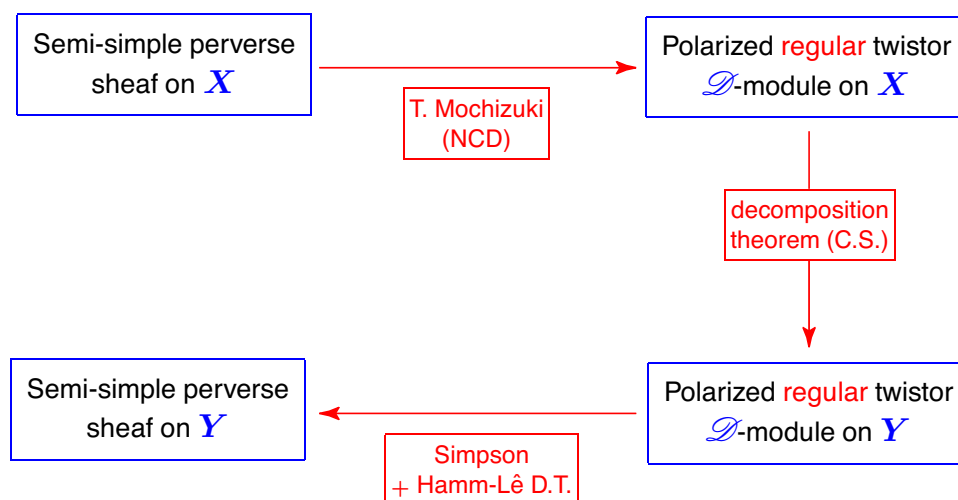 Semi-simple perverse
sheaf on X
T. Mochizuki
(NCD)
Polarized regular twistor
𝒟-module on X
decomposition
theorem (C.S.)
Semi-simple perverse
sheaf on Y
Simpson
+ Hamm-Lê D.T.
Polarized regular twistor
𝒟-module on Y